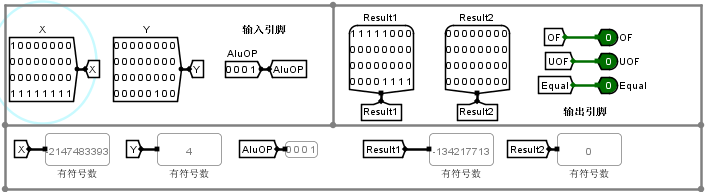 X
10000000
00000000
00000000
11111111
X
Y
00000000
00000000
00000000
00000100
Y
输入引脚
AluOP
0001
AluOP
Result1
11111000
00000000
00000000
00001111
Result1
Result2
00000000
00000000
00000000
00000000
Result2
OF 0 OF
UOF 0 UOF
Equal 0 Equal
输出引脚
X -2147483393
有符号数
Y 4
有符号数
AluOP 0001
Result1 -134217713
有符号数
Result2 0
有符号数